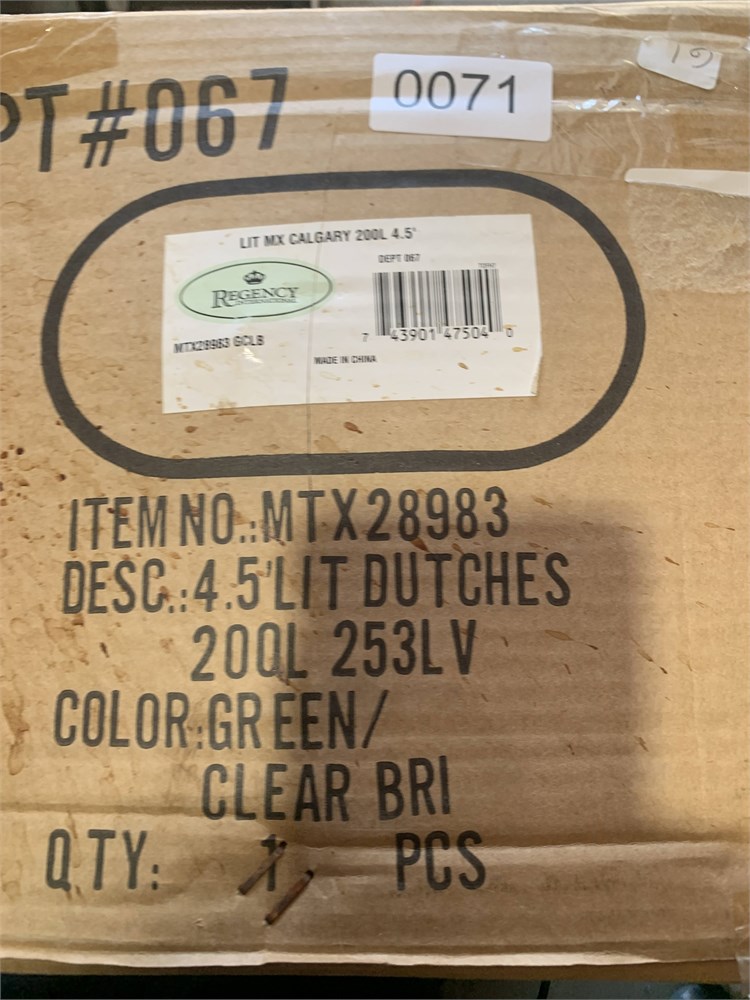 PT #067
0071
19
LIT MX CALGARY 200L 4.5'
DEPT 067
REGENCY
INTERNATIONAL
7 43901 47504 0
MTX28983 GCLB
MADE IN CHINA
ITEM NO.:MTX28983
DESC.:4.5'LIT DUTCHES
200L 253LV
COLOR:GREEN/
CLEAR BRI
QTY: 1 PCS